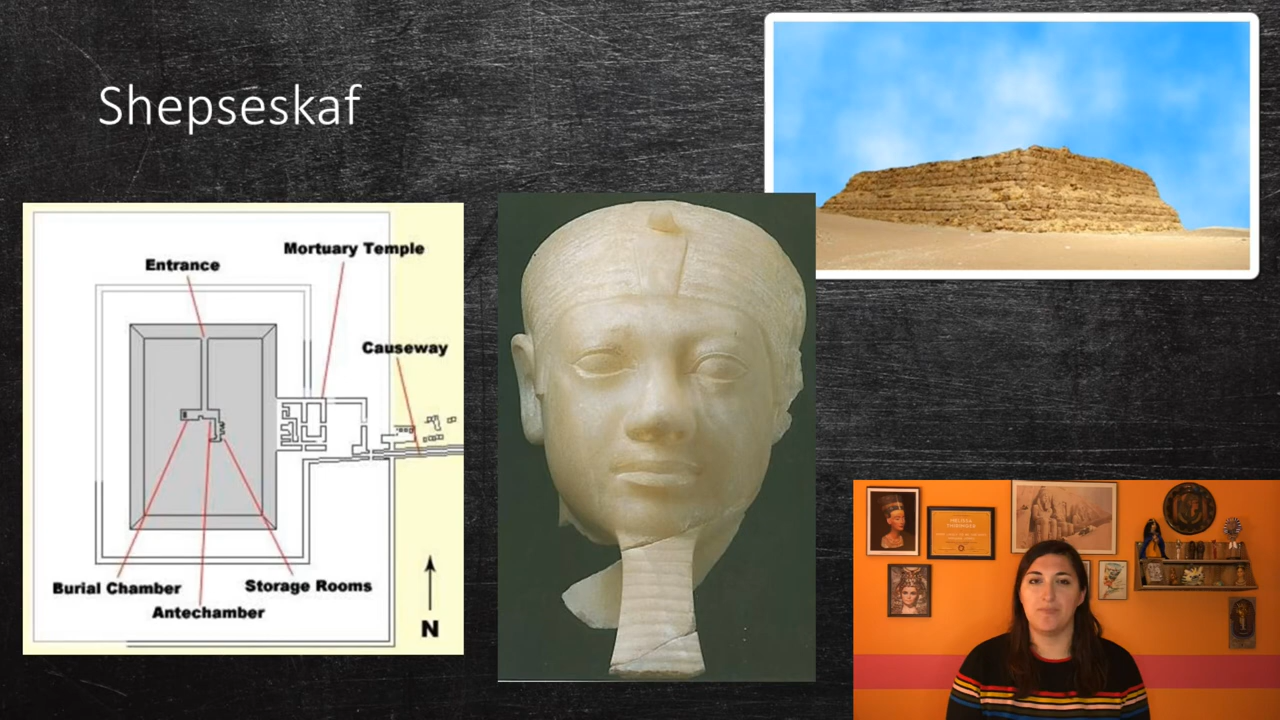 Shepseskaf
Mortuary Temple
Entrance
Causeway
Burial Chamber
Storage Rooms
Antechamber
N